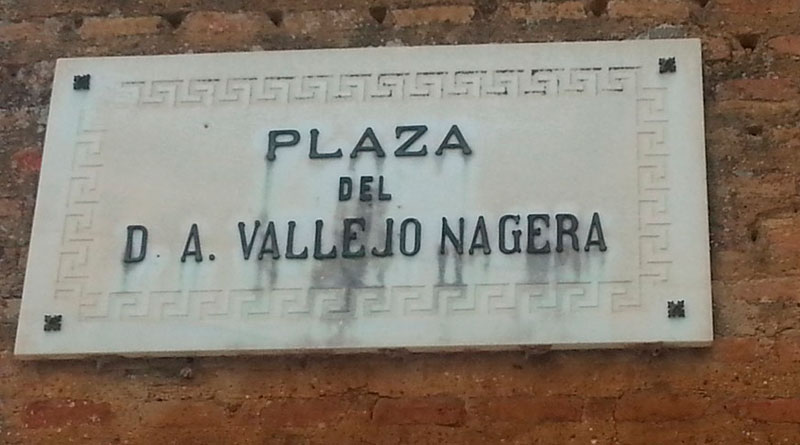 PLAZA
DEL
D. A. VALLEJO NAGERA